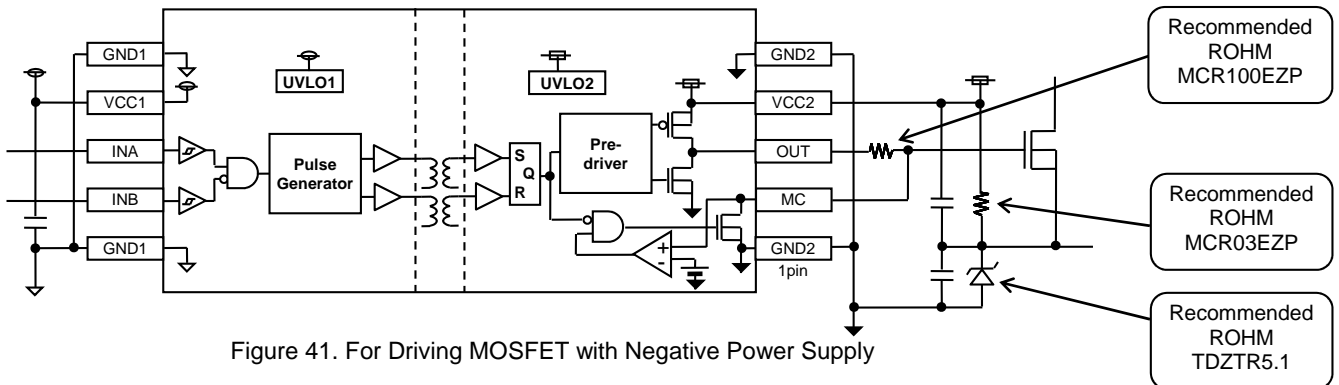 GND1
VCC1
INA
INB
GND1
UVLO1
Pulse
Generator
UVLO2
S
Q
R
Pre-
driver
+
-
GND2
VCC2
OUT
MC
GND2
1pin
Recommended
ROHM
MCR100EZP
Recommended
ROHM
MCR03EZP
Recommended
ROHM
TDZTR5.1
Figure 41. For Driving MOSFET with Negative Power Supply